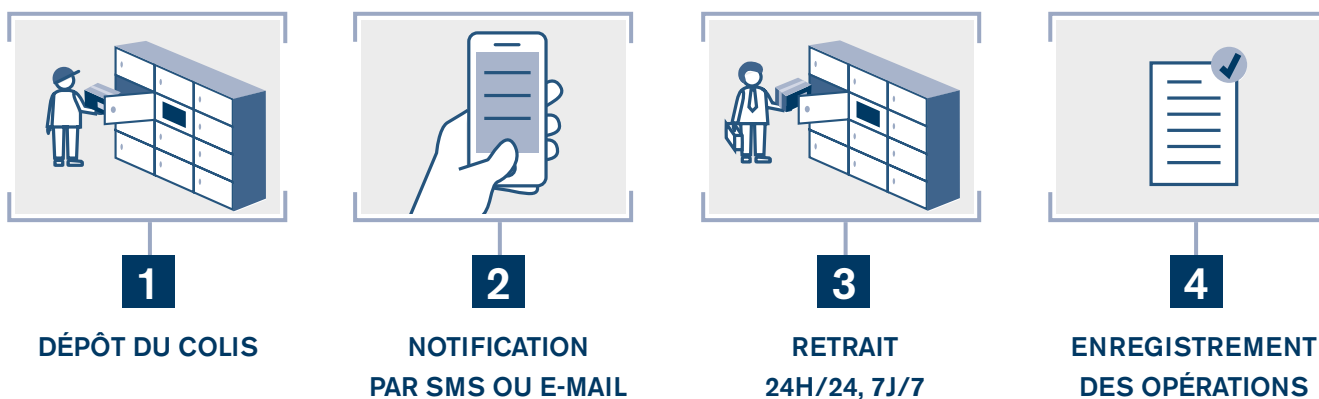 1
DÉPÔT DU COLIS
2
NOTIFICATION
PAR SMS OU E-MAIL
3
RETRAIT
24H/24, 7J/7
4
ENREGISTREMENT
DES OPÉRATIONS